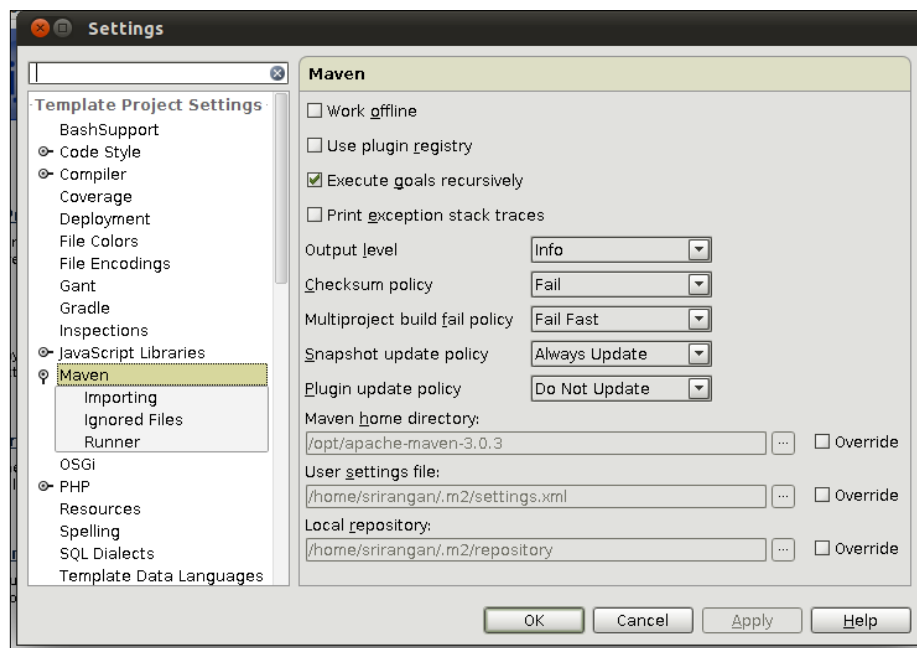 Settings
Template Project Settings
BashSupport
Code Style
Compiler
Coverage
Deployment
File Colors
File Encodings
Gant
Gradle
Inspections
JavaScript Libraries
Maven
Importing
Ignored Files
Runner
OSGi
PHP
Resources
Spelling
SQL Dialects
Template Data Languages
Maven
Work offline
Use plugin registry
Execute goals recursively
Print exception stack traces
Output level Info
Checksum policy Fail
Multiproject build fail policy Fail Fast
Snapshot update policy Always Update
Plugin update policy Do Not Update
Maven home directory:
/opt/apache-maven-3.0.3 ... Override
User settings file:
/home/srirangan/.m2/settings.xml ... Override
Local repository:
/home/srirangan/.m2/repository ... Override
OK Cancel Apply Help